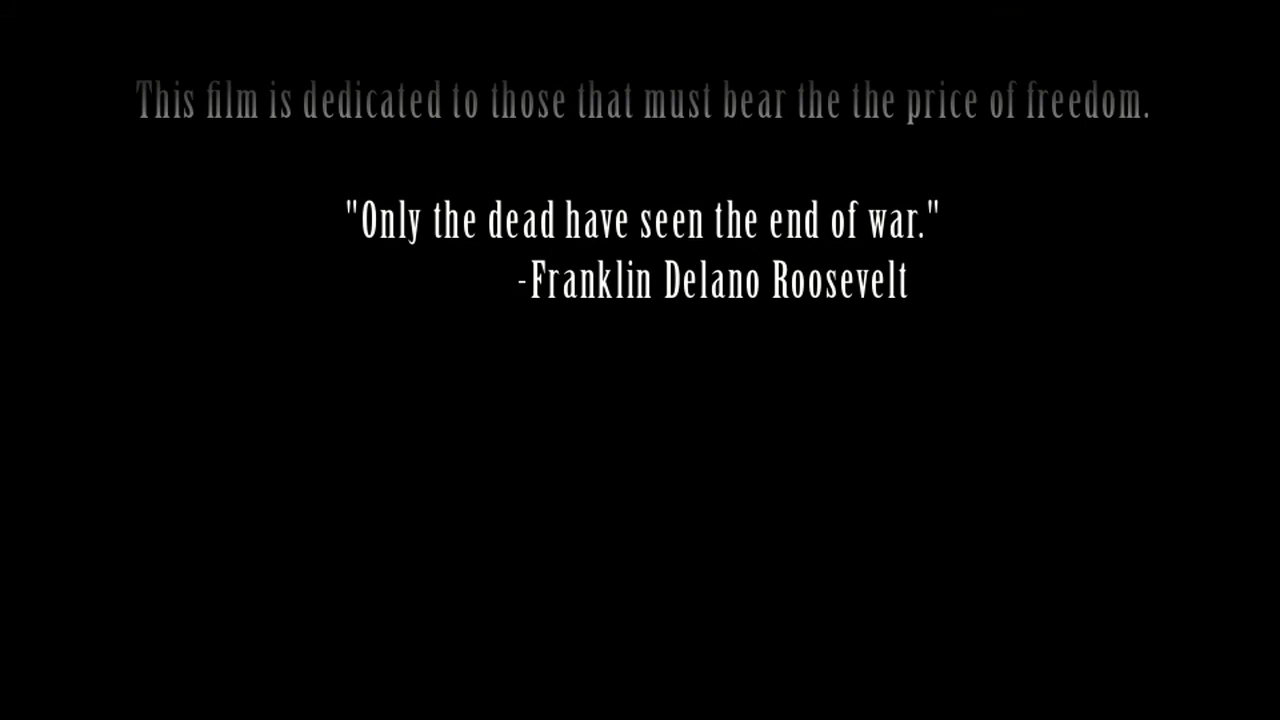 This film is dedicated to those that must bear the the price of freedom.
"Only the dead have seen the end of war."
-Franklin Delano Roosevelt